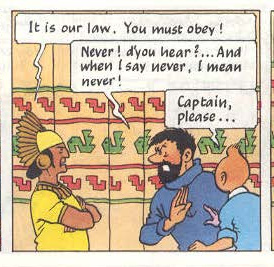 It is our law. You must obey!
Never! d'you hear?...And
when I say never, I mean
never!
Captain,
please...